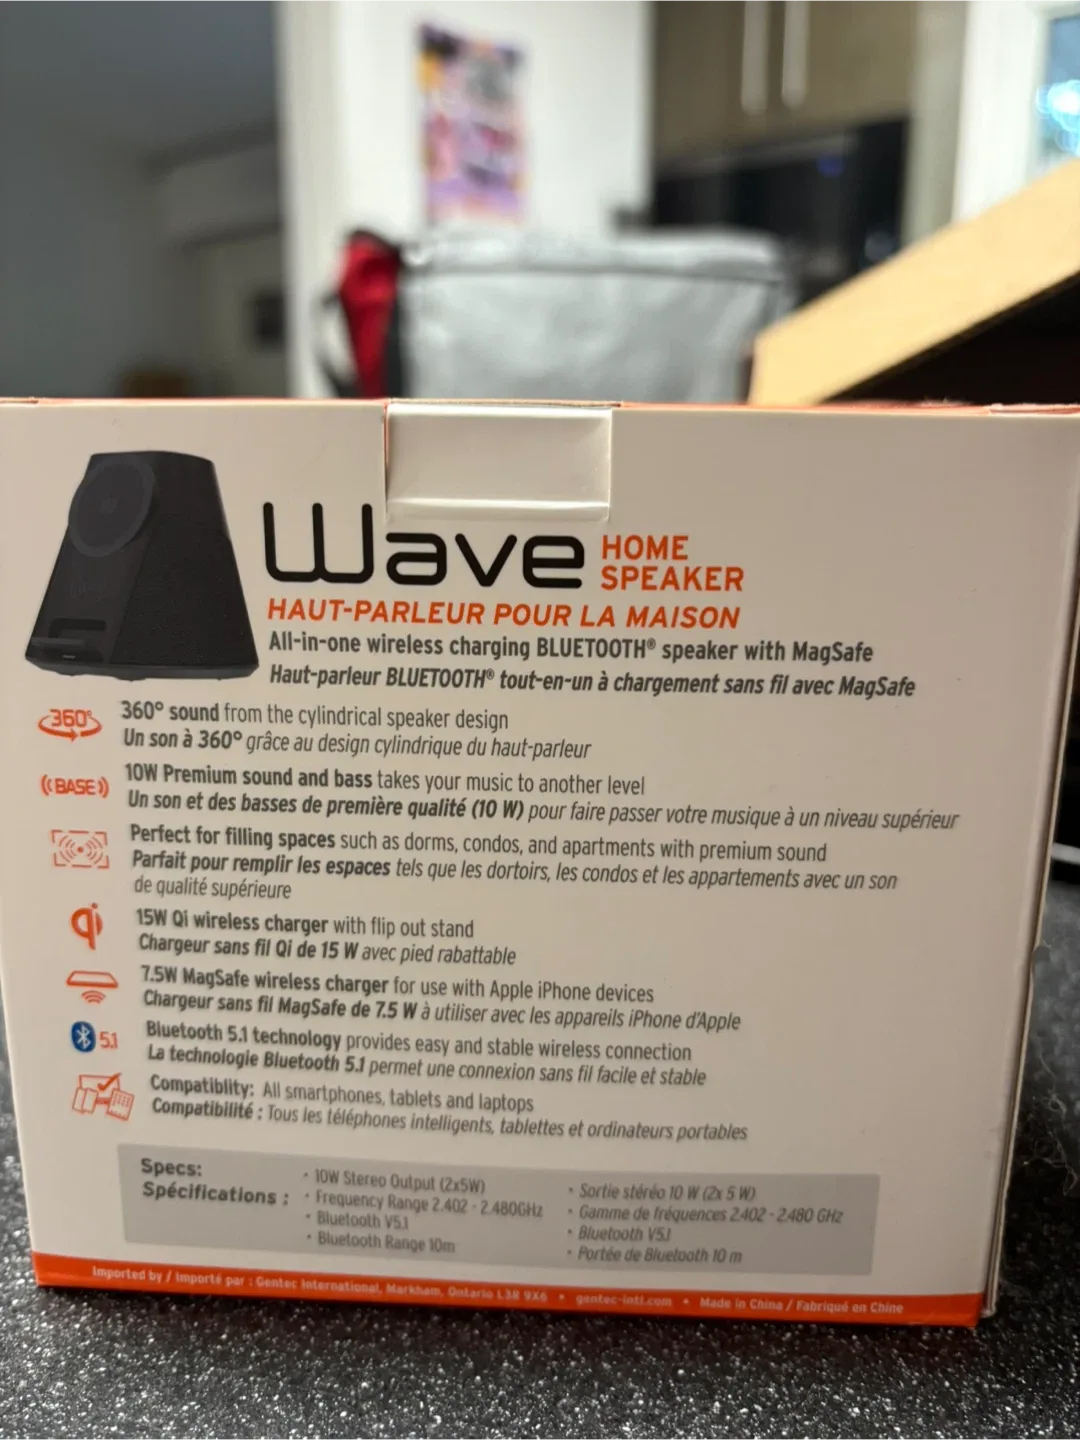 Wave HOME SPEAKER
HAUT-PARLEUR POUR LA MAISON
All-in-one wireless charging BLUETOOTH® speaker with MagSafe
Haut-parleur BLUETOOTH® tout-en-un à chargement sans fil avec MagSafe
360°
360° sound from the cylindrical speaker design
Un son à 360° grâce au design cylindrique du haut-parleur
((BASE))
10W Premium sound and bass takes your music to another level
Un son et des basses de première qualité (10 W) pour faire passer votre musique à un niveau supérieur
Perfect for filling spaces such as dorms, condos, and apartments with premium sound
Parfait pour remplir les espaces tels que les dortoirs, les condos et les appartements avec un son
de qualité supérieure
qi
15W Qi wireless charger with flip out stand
Chargeur sans fil Qi de 15 W avec pied rabattable
7.5W MagSafe wireless charger for use with Apple iPhone devices
Chargeur sans fil MagSafe de 7.5 W à utiliser avec les appareils iPhone d'Apple
5.1
Bluetooth 5.1 technology provides easy and stable wireless connection
La technologie Bluetooth 5.1 permet une connexion sans fil facile et stable
Compatiblity: All smartphones, tablets and laptops
Compatibilité : Tous les téléphones intelligents, tablettes et ordinateurs portables
Specs:
Spécifications :
• 10W Stereo Output (2x5W)
• Frequency Range 2.402 - 2.480GHz
• Bluetooth V5.1
• Bluetooth Range 10m
• Sortie stéréo 10 W (2x 5 W)
• Gamme de fréquences 2.402 - 2.480 GHz
• Bluetooth V5.1
• Portée de Bluetooth 10 m
Imported by / Importé par : Gentec International, Markham, Ontario L3R 9X6 • gentec-intl.com • Made in China / Fabriqué en Chine